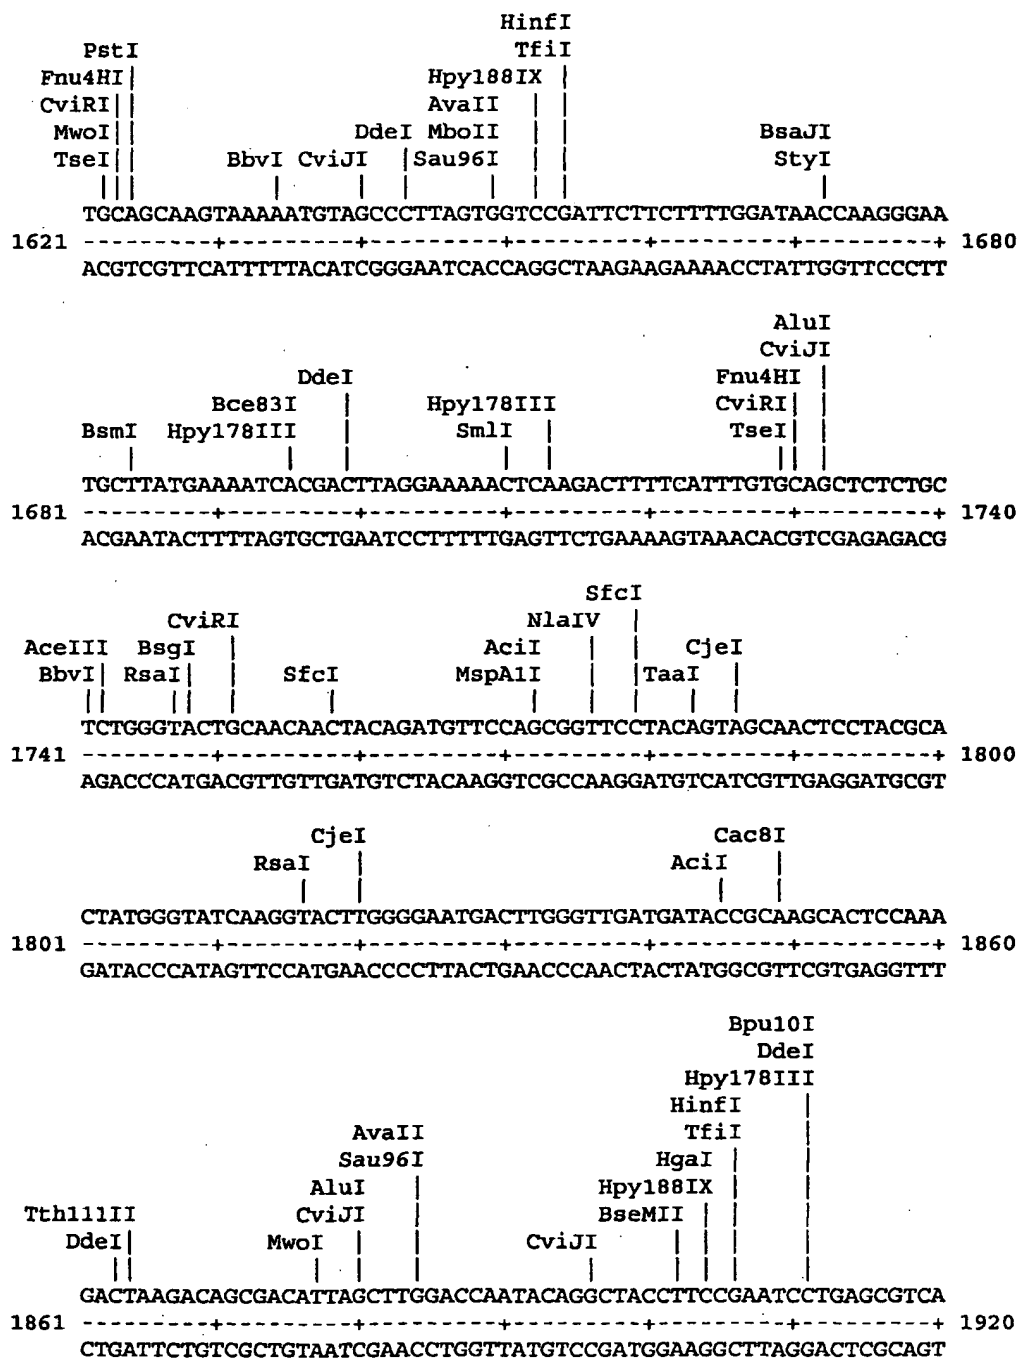 HinfI
PstI TfiI
Fnu4HI Hpy188IX
CviRI AvaII
MwoI DdeI MboII BsaJI
TseI BbvI CviJI Sau96I StyI
TGCAGCAAGTAAAAATGTAGCCCTTAGTGGTCCGATTCTTCTTTTGGATAACCAAGGGAA
1621 ---------+---------+---------+---------+---------+---------+ 1680
ACGTCGTTCATTTTTACATCGGGAATCACCAGGCTAAGAAGAAAACCTATTGGTTCCCTT
AluI
CviJI
DdeI Fnu4HI
Bce83I Hpy178III CviRI
BsmI Hpy178III SmlI TseI
TGCTTATGAAAATCACGACTTAGGAAAAACTCAAGACTTTTCATTTGTGCAGCTCTCTGC
1681 ---------+---------+---------+---------+---------+---------+ 1740
ACGAATACTTTTAGTGCTGAATCCTTTTTGAGTTCTGAAAAGTAAACACGTCGAGAGACG
SfcI
CviRI NlaIV
AceIII BsgI AciI CjeI
BbvI RsaI SfcI MspA1I TaaI
TCTGGGTACTGCAACAACTACAGATGTTCCAGCGGTTCCTACAGTAGCAACTCCTACGCA
1741 ---------+---------+---------+---------+---------+---------+ 1800
AGACCCATGACGTTGTTGATGTCTACAAGGTCGCCAAGGATGTCATCGTTGAGGATGCGT
CjeI Cac8I
RsaI AciI
CTATGGGTATCAAGGTACTTGGGGAATGACTTGGGTTGATGATACCGCAAGCACTCCAAA
1801 ---------+---------+---------+---------+---------+---------+ 1860
GATACCCATAGTTCCATGAACCCCTTACTGAACCCAACTACTATGGCGTTCGTGAGGTTT
Bpu10I
DdeI
Hpy178III
HinfI
AvaII TfiI
Sau96I HgaI
AluI Hpy188IX
Tth111II CviJI BseMII
DdeI MwoI CviJI
GACTAAGACAGCGACATTAGCTTGGACCAATACAGGCTACCTTCCGAATCCTGAGCGTCA
1861 ---------+---------+---------+---------+---------+---------+ 1920
CTGATTCTGTCGCTGTAATCGAACCTGGTTATGTCCGATGGAAGGCTTAGGACTCGCAGT